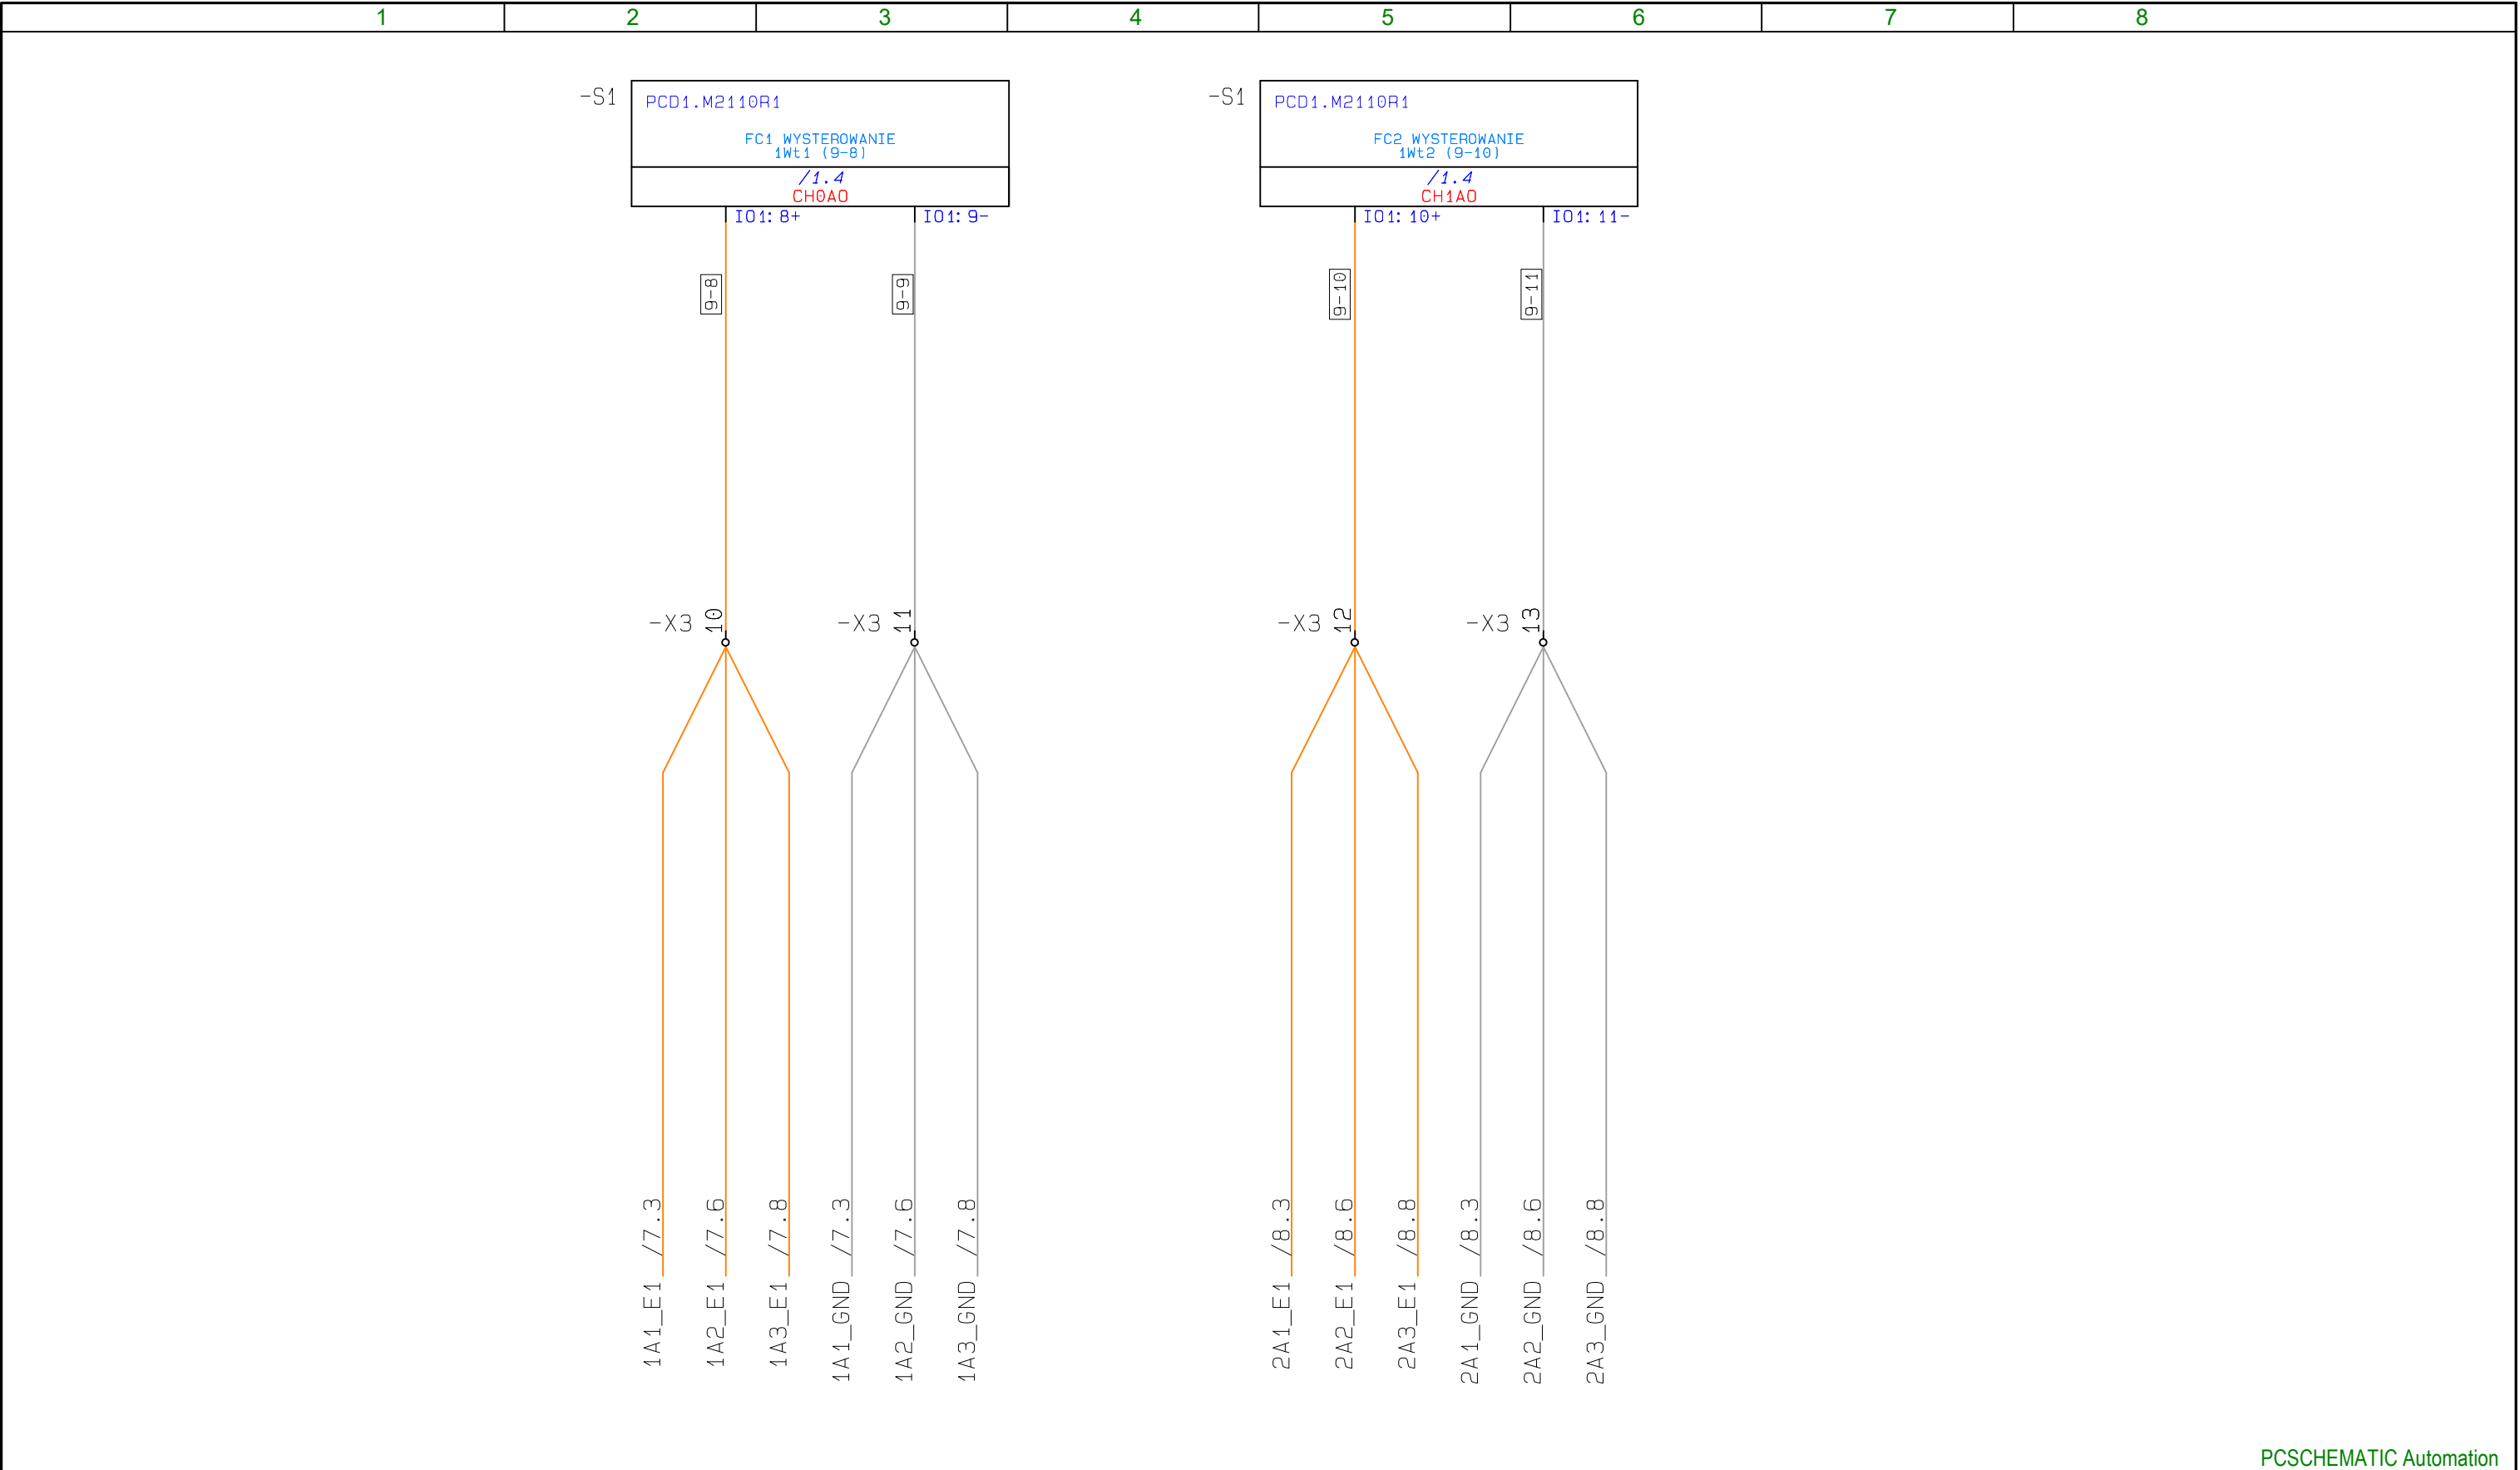 1 2 3 4 5 6 7 8
-S1
PCD1.M2110R1
FC1 WYSTEROWANIE
1Wt1 (9-8)
/1.4
CH0AO
IO1:8+
IO1:9-
-S1
PCD1.M2110R1
FC2 WYSTEROWANIE
1Wt2 (9-10)
/1.4
CH1AO
IO1:10+
IO1:11-
9-8
9-9
9-10
9-11
-X3 10
-X3 11
-X3 12
-X3 13
1A1_E1 /7.3
1A2_E1 /7.6
1A3_E1 /7.8
1A1_GND /7.3
1A2_GND /7.6
1A3_GND /7.8
2A1_E1 /8.3
2A2_E1 /8.6
2A3_E1 /8.8
2A1_GND /8.3
2A2_GND /8.6
2A3_GND /8.8
PCSCHEMATIC Automation